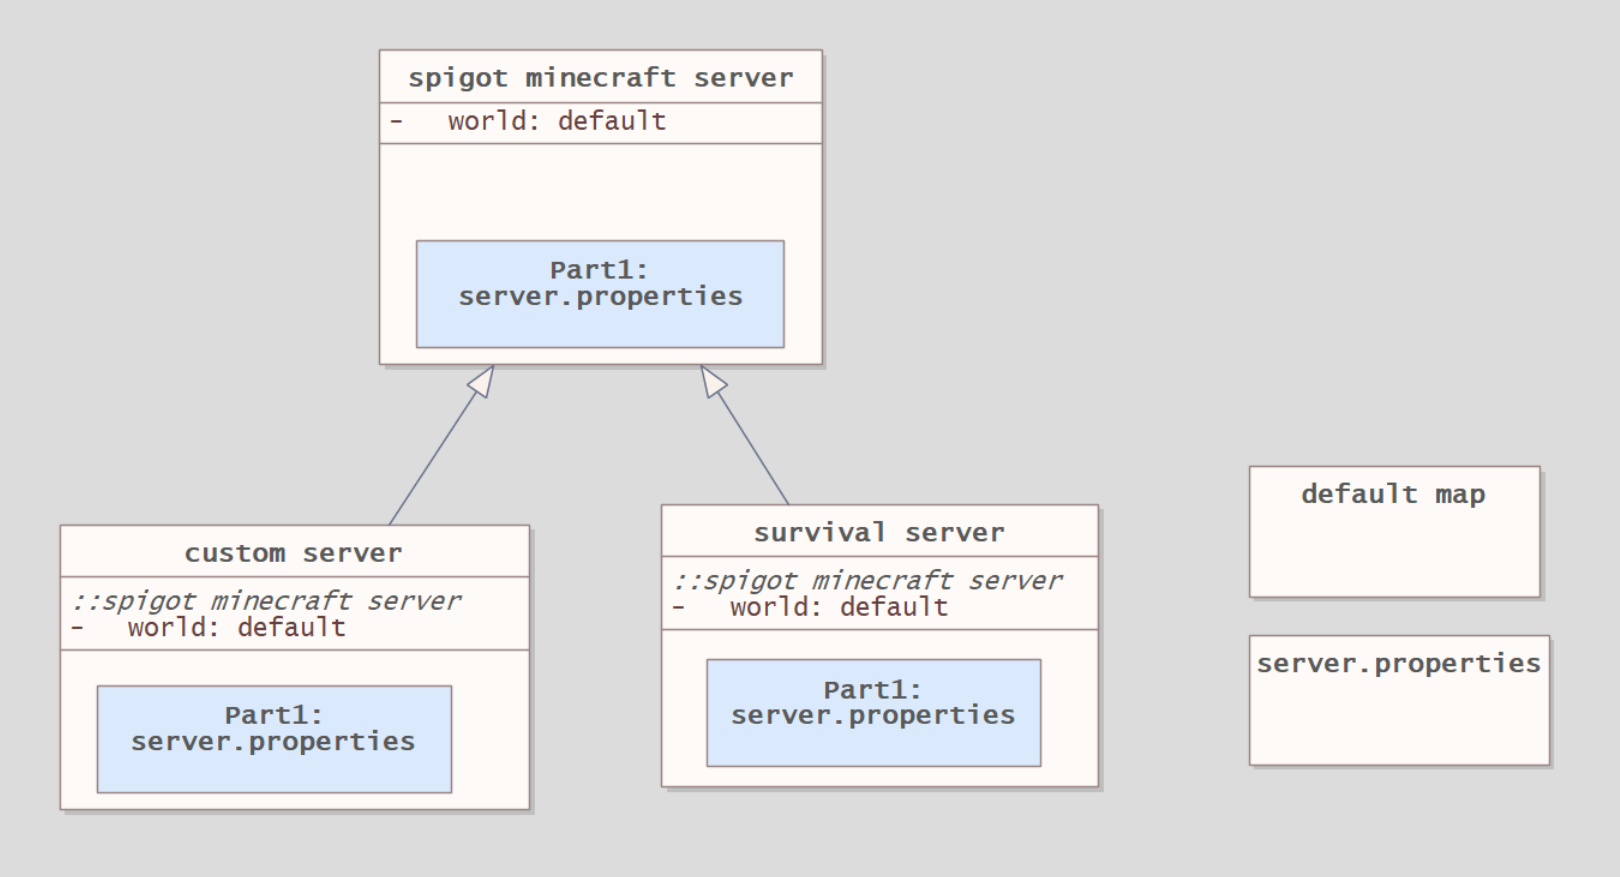 spigot minecraft server
- world: default
Part1:
server.properties
custom server
::spigot minecraft server
- world: default
Part1:
server.properties
survival server
::spigot minecraft server
- world: default
Part1:
server.properties
default map
server.properties